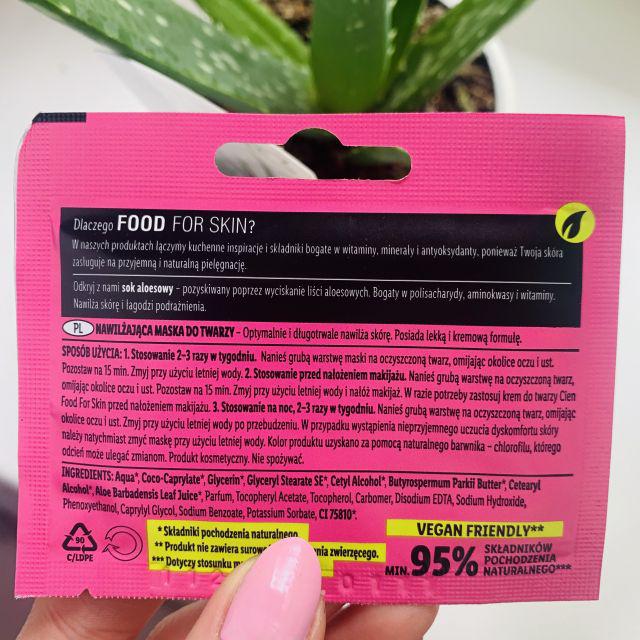 Dlaczego FOOD FOR SKIN?
W naszych produktach łączymy kuchenne inspiracje i składniki bogate w witaminy, minerały i antyoksydanty, ponieważ Twoja skóra
zasługuje na przyjemną i naturalną pielęgnację.
Odkryj z nami sok aloesowy – pozyskiwany poprzez wyciskanie liści aloesowych. Bogaty w polisacharydy, aminokwasy i witaminy.
Nawilża skórę i łagodzi podrażnienia.
PL NAWILŻAJĄCA MASKA DO TWARZY – Optymalnie i długotrwale nawilża skórę. Posiada lekką i kremową formułę.
SPOSÓB UŻYCIA: 1. Stosowanie 2–3 razy w tygodniu. Nanieś grubą warstwę maski na oczyszczoną twarz, omijając okolice oczu i ust.
Pozostaw na 15 min. Zmyj przy użyciu letniej wody. 2. Stosowanie przed nałożeniem makijażu. Nanieś grubą warstwę na oczyszczoną twarz,
omijając okolice oczu i ust. Pozostaw na 15 min. Zmyj przy użyciu letniej wody i nałóż makijaż. W razie potrzeby zastosuj krem do twarzy Cien
Food For Skin przed nałożeniem makijażu. 3. Stosowanie na noc, 2–3 razy w tygodniu. Nanieś grubą warstwę na oczyszczoną twarz, omijając
okolice oczu i ust. Zmyj przy użyciu letniej wody po przebudzeniu. W przypadku wystąpienia nieprzyjemnego uczucia dyskomfortu skóry
należy natychmiast zmyć maskę przy użyciu letniej wody. Kolor produktu uzyskano za pomocą naturalnego barwnika – chlorofilu, którego
odcień może ulegać zmianom. Produkt kosmetyczny. Nie spożywać.
INGREDIENTS: Aqua*, Coco-Caprylate*, Glycerin*, Glyceryl Stearate SE*, Cetyl Alcohol*, Butyrospermum Parkii Butter*, Cetearyl
Alcohol*, Aloe Barbadensis Leaf Juice*, Parfum, Tocopheryl Acetate, Tocopherol, Carbomer, Disodium EDTA, Sodium Hydroxide,
Phenoxyethanol, Caprylyl Glycol, Sodium Benzoate, Potassium Sorbate, CI 75810*.
* Składniki pochodzenia naturalnego.
** Produkt nie zawiera zwierzęcego.
*** Dotyczy stosunku
90
C/LDPE
VEGAN FRIENDLY**
MIN. 95% SKŁADNIKÓW
POCHODZENIA
NATURALNEGO***